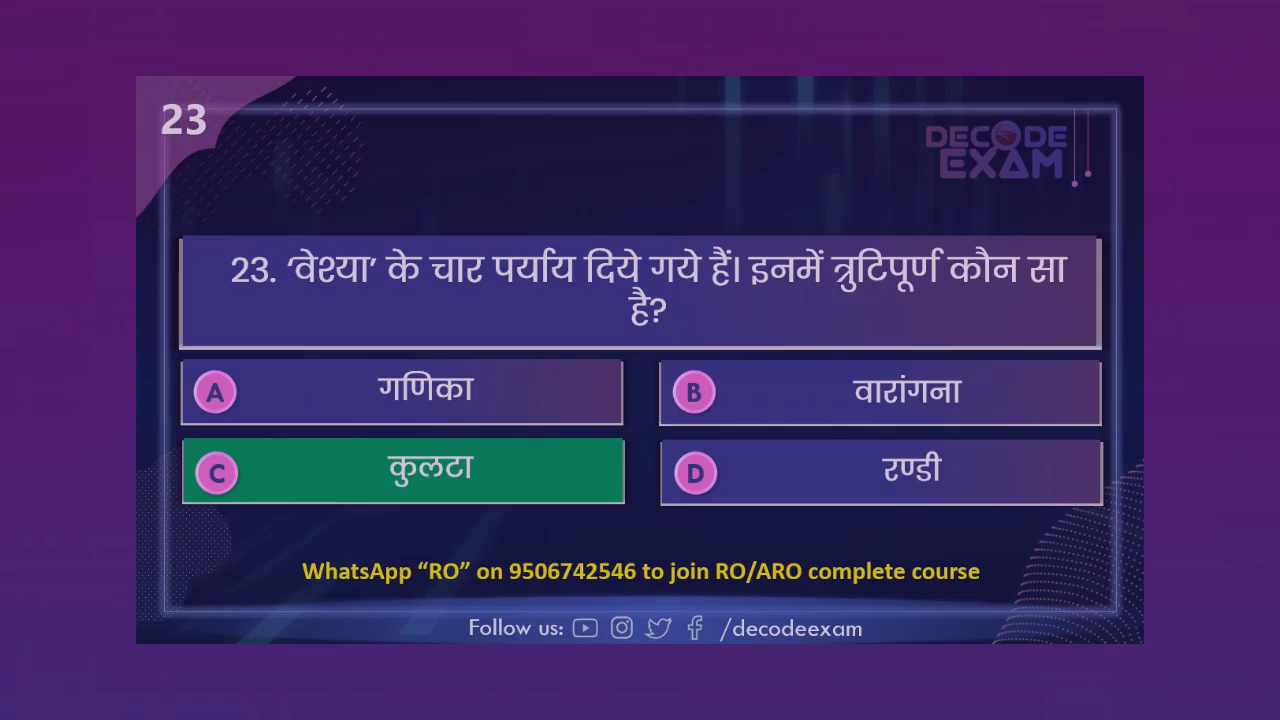 23
DECODE
EXAM
23. ‘वेश्या’ के चार पर्याय दिये गये हैं। इनमें त्रुटिपूर्ण कौन सा
है?
A गणिका
B वारांगना
C कुलटा
D रण्डी
WhatsApp “RO” on 9506742546 to join RO/ARO complete course
Follow us: /decodeexam